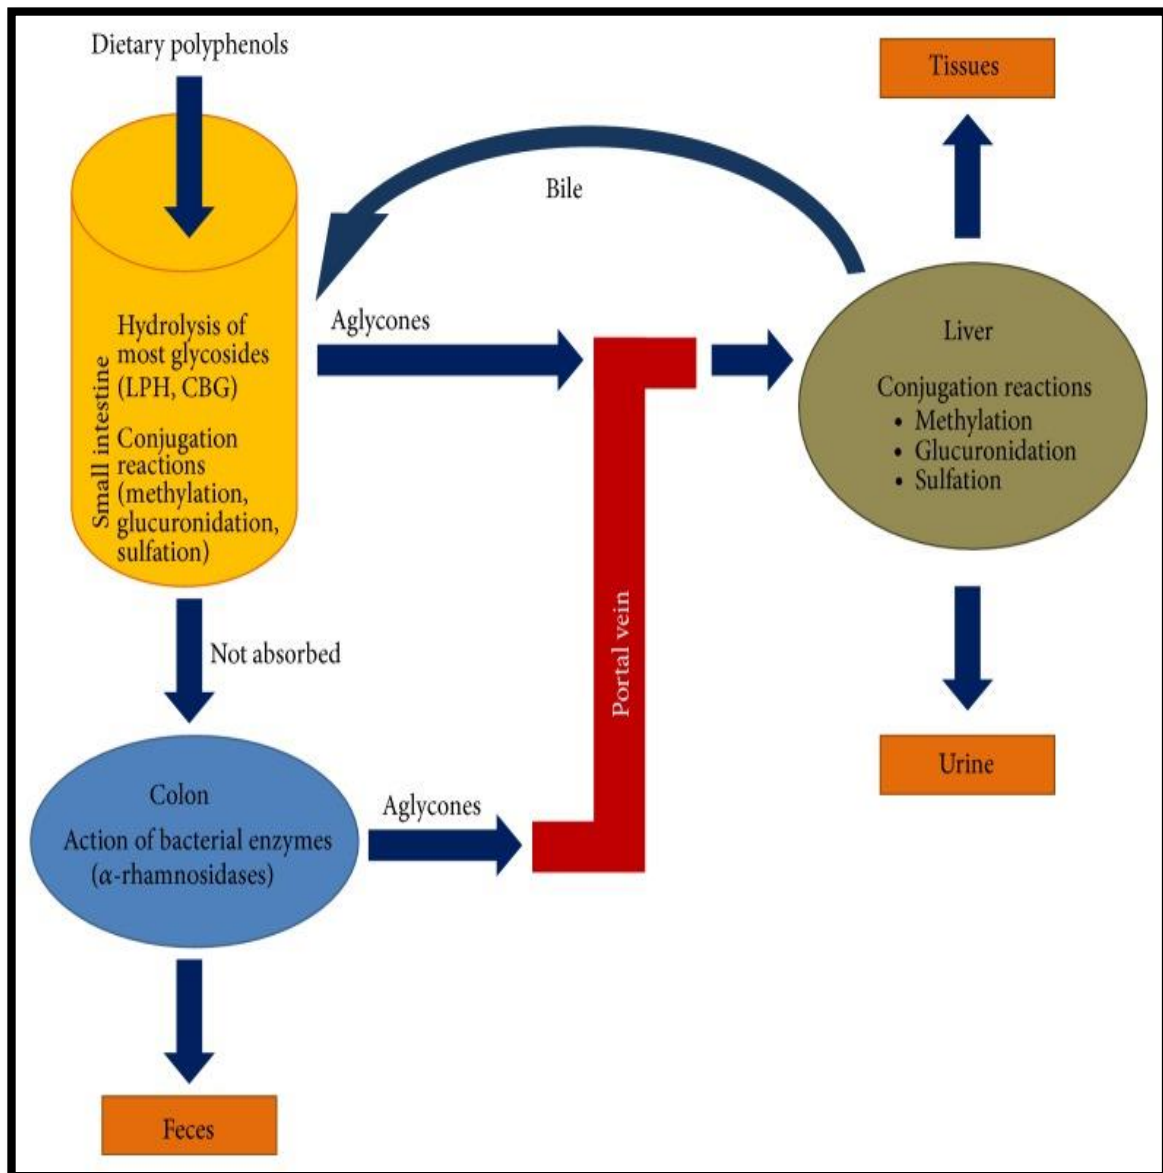 Dietary polyphenols
Tissues
Bile
Aglycones
Small intestine
Hydrolysis of
most glycosides
(LPH, CBG)
Conjugation
reactions
(methylation,
glucuronidation,
sulfation)
Liver
Conjugation reactions
• Methylation
• Glucuronidation
• Sulfation
Not absorbed
Portal vein
Urine
Colon
Action of bacterial enzymes
(α-rhamnosidases)
Aglycones
Feces